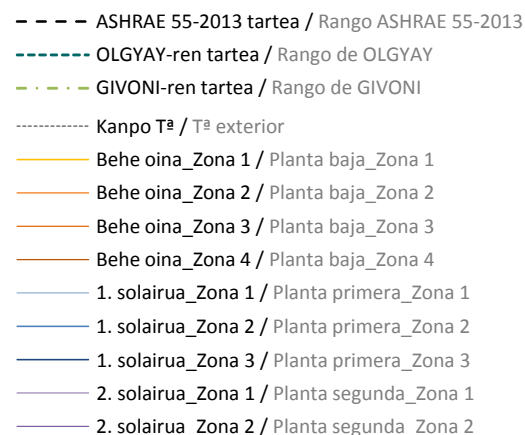 ASHRAE 55-2013 tartea / Rango ASHRAE 55-2013
OLGYAY-ren tartea / Rango de OLGYAY
GIVONI-ren tartea / Rango de GIVONI
Kanpo Tª / Tª exterior
Behe oina_Zona 1 / Planta baja_Zona 1
Behe oina_Zona 2 / Planta baja_Zona 2
Behe oina_Zona 3 / Planta baja_Zona 3
Behe oina_Zona 4 / Planta baja_Zona 4
1. solairua_Zona 1 / Planta primera_Zona 1
1. solairua_Zona 2 / Planta primera_Zona 2
1. solairua_Zona 3 / Planta primera_Zona 3
2. solairua_Zona 1 / Planta segunda_Zona 1
2. solairua_Zona 2 / Planta segunda_Zona 2